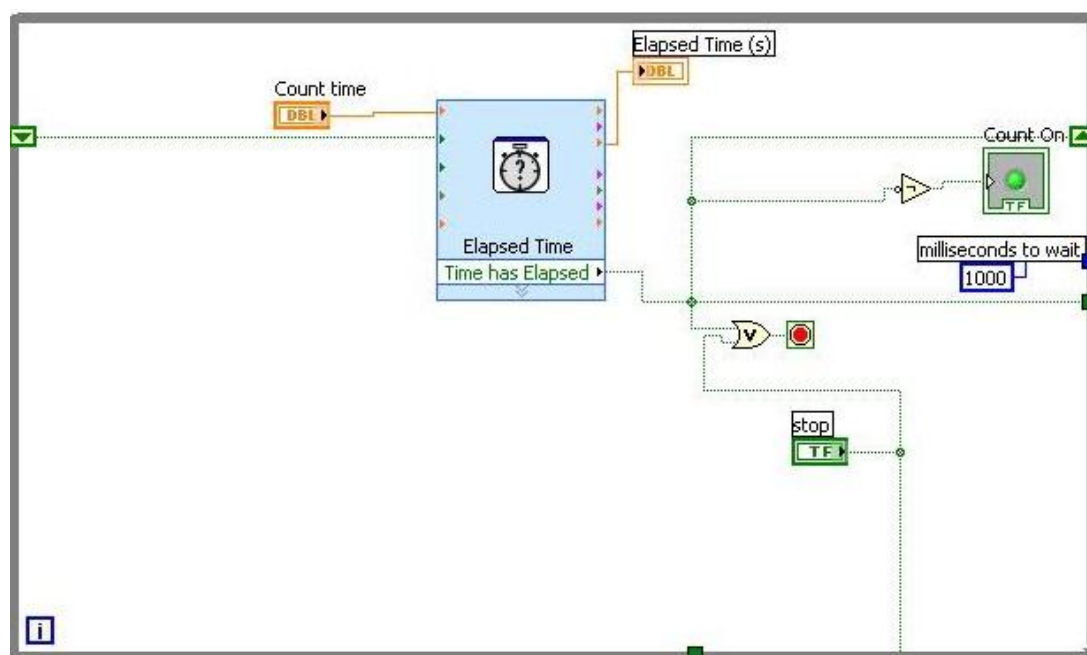 Elapsed Time (s)
DBL
Count time
DBL
Count On
TF
?
Elapsed Time
Time has Elapsed
milliseconds to wait
1000
V
stop
TF
i